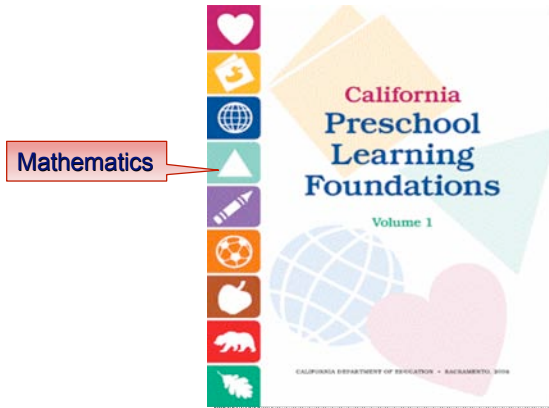 Mathematics
California
Preschool
Learning
Foundations
Volume 1
CALIFORNIA DEPARTMENT OF EDUCATION • SACRAMENTO, 2008